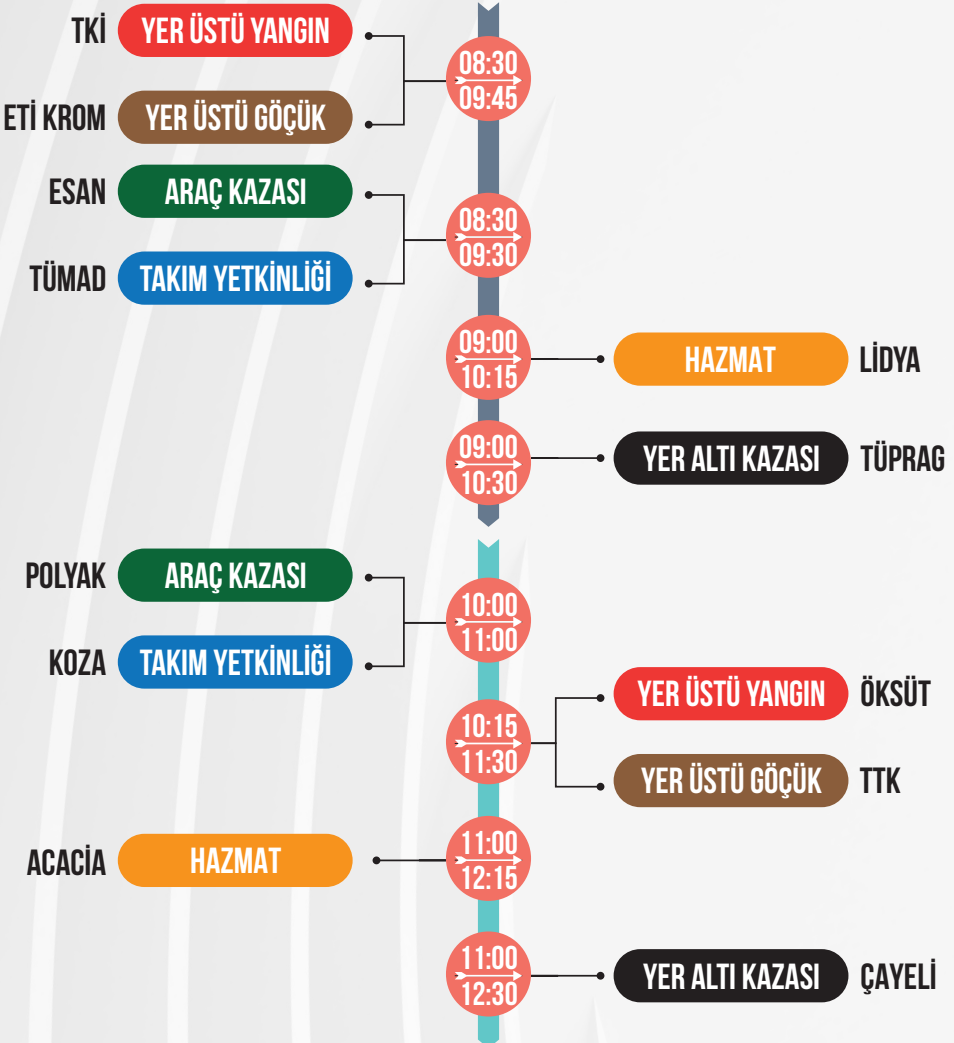 TKİ YER ÜSTÜ YANGIN
08:30
09:45
ETİ KROM YER ÜSTÜ GÖÇÜK
ESAN ARAÇ KAZASI
08:30
09:30
TÜMAD TAKIM YETKİNLİĞİ
09:00
10:15
HAZMAT LİDYA
09:00
10:30
YER ALTI KAZASI TÜPRAG
POLYAK ARAÇ KAZASI
10:00
11:00
KOZA TAKIM YETKİNLİĞİ
YER ÜSTÜ YANGIN ÖKSÜT
10:15
11:30
YER ÜSTÜ GÖÇÜK TTK
ACACİA HAZMAT
11:00
12:15
11:00
12:30
YER ALTI KAZASI ÇAYELİ